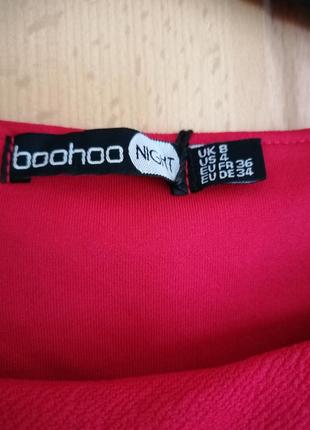 boohoo NIGHT
UK 8
US 4
EU FR 36
EU DE 34